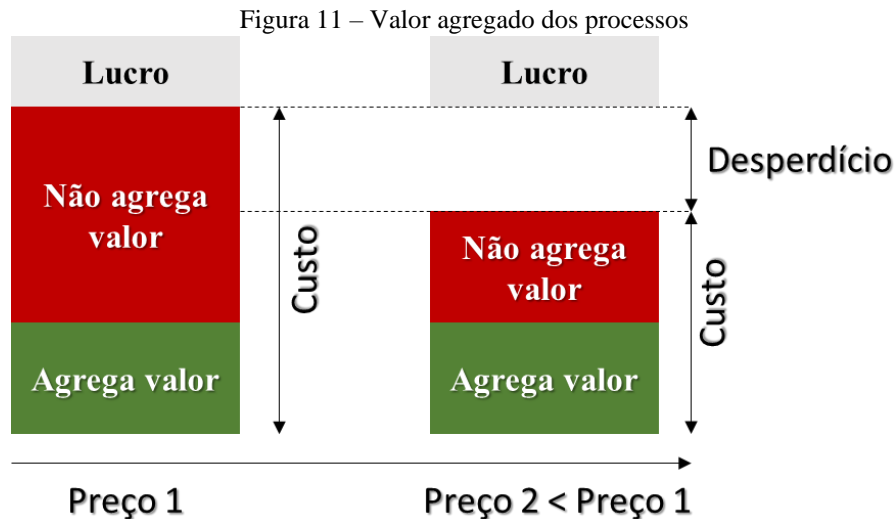 Figura 11 – Valor agregado dos processos
Lucro
Não agrega
valor
Agrega valor
Custo
Lucro
Não agrega
valor
Agrega valor
Desperdício
Custo
Preço 1
Preço 2 < Preço 1